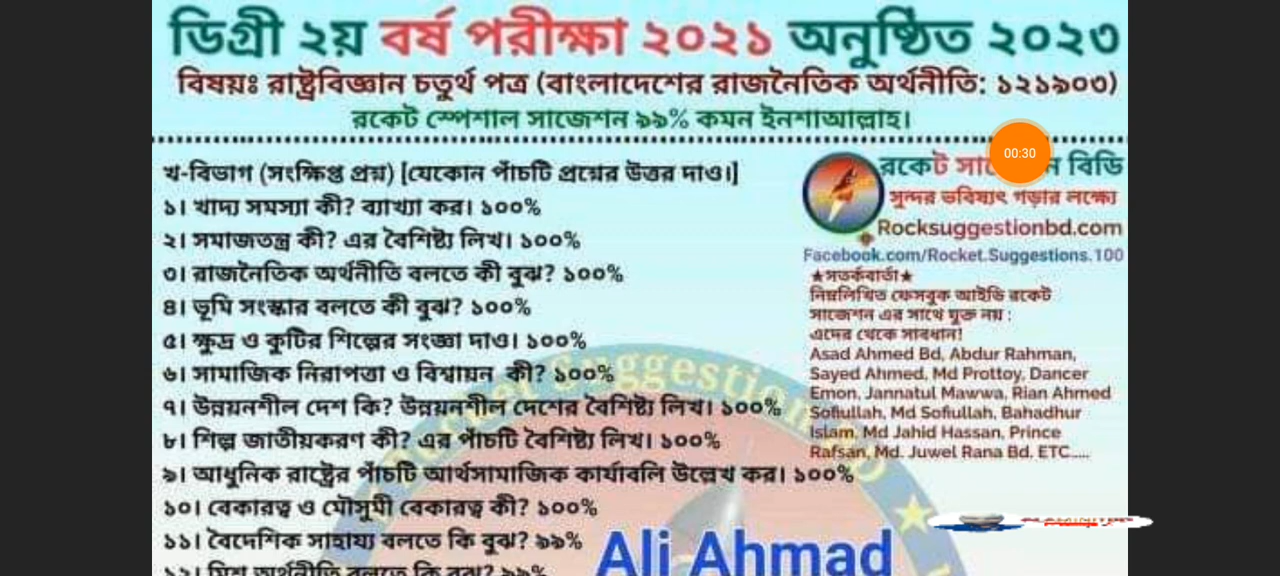 ডিগ্রী ২য় বর্ষ পরীক্ষা ২০২১ অনুষ্ঠিত ২০২৩
বিষয়ঃ রাষ্ট্রবিজ্ঞান চতুর্থ পত্র (বাংলাদেশের রাজনৈতিক অর্থনীতি: ১২১৯০৩)
রকেট স্পেশাল সাজেশন ৯৯% কমন ইনশাআল্লাহ।
খ-বিভাগ (সংক্ষিপ্ত প্রশ্ন) [যেকোন পাঁচটি প্রশ্নের উত্তর দাও।]
১। খাদ্য সমস্যা কী? ব্যাখ্যা কর। ১০০%
২। সমাজতন্ত্র কী? এর বৈশিষ্ট্য লিখ। ১০০%
৩। রাজনৈতিক অর্থনীতি বলতে কী বুঝ? ১০০%
৪। ভূমি সংস্কার বলতে কী বুঝ? ১০০%
৫। ক্ষুদ্র ও কুটির শিল্পের সংজ্ঞা দাও। ১০০%
৬। সামাজিক নিরাপত্তা ও বিশ্বায়ন কী? ১০০%
৭। উন্নয়নশীল দেশ কি? উন্নয়নশীল দেশের বৈশিষ্ট্য লিখ। ১০০%
৮। শিল্প জাতীয়করণ কী? এর পাঁচটি বৈশিষ্ট্য লিখ। ১০০%
৯। আধুনিক রাষ্ট্রের পাঁচটি আর্থসামাজিক কার্যাবলি উল্লেখ কর। ১০০%
১০। বেকারত্ব ও মৌসুমী বেকারত্ব কী? ১০০%
১১। বৈদেশিক সাহায্য বলতে কি বুঝ? ৯৯%
১২। মিশ্র অর্থনীতি বলতে কি বুঝ? ৯৯%
00:30
রকেট বিডি
সুন্দর ভবিষ্যৎ গড়ার লক্ষ্যে
Rocksuggestionbd.com
Facebook.com/Rocket.Suggestions.100
★সতর্কবার্তা★
নিম্নলিখিত ফেসবুক আইডি রকেট
সাজেশন এর সাথে যুক্ত নয় :
এদের থেকে সাবধান!
Asad Ahmed Bd, Abdur Rahman,
Sayed Ahmed, Md Prottoy, Dancer
Emon, Jannatul Mawwa, Rian Ahmed
Sofiullah, Md Sofiullah, Bahadhur
Islam, Md Jahid Hassan, Prince
Rafsan, Md. Juwel Rana Bd. ETC.....
Ali Ahmad